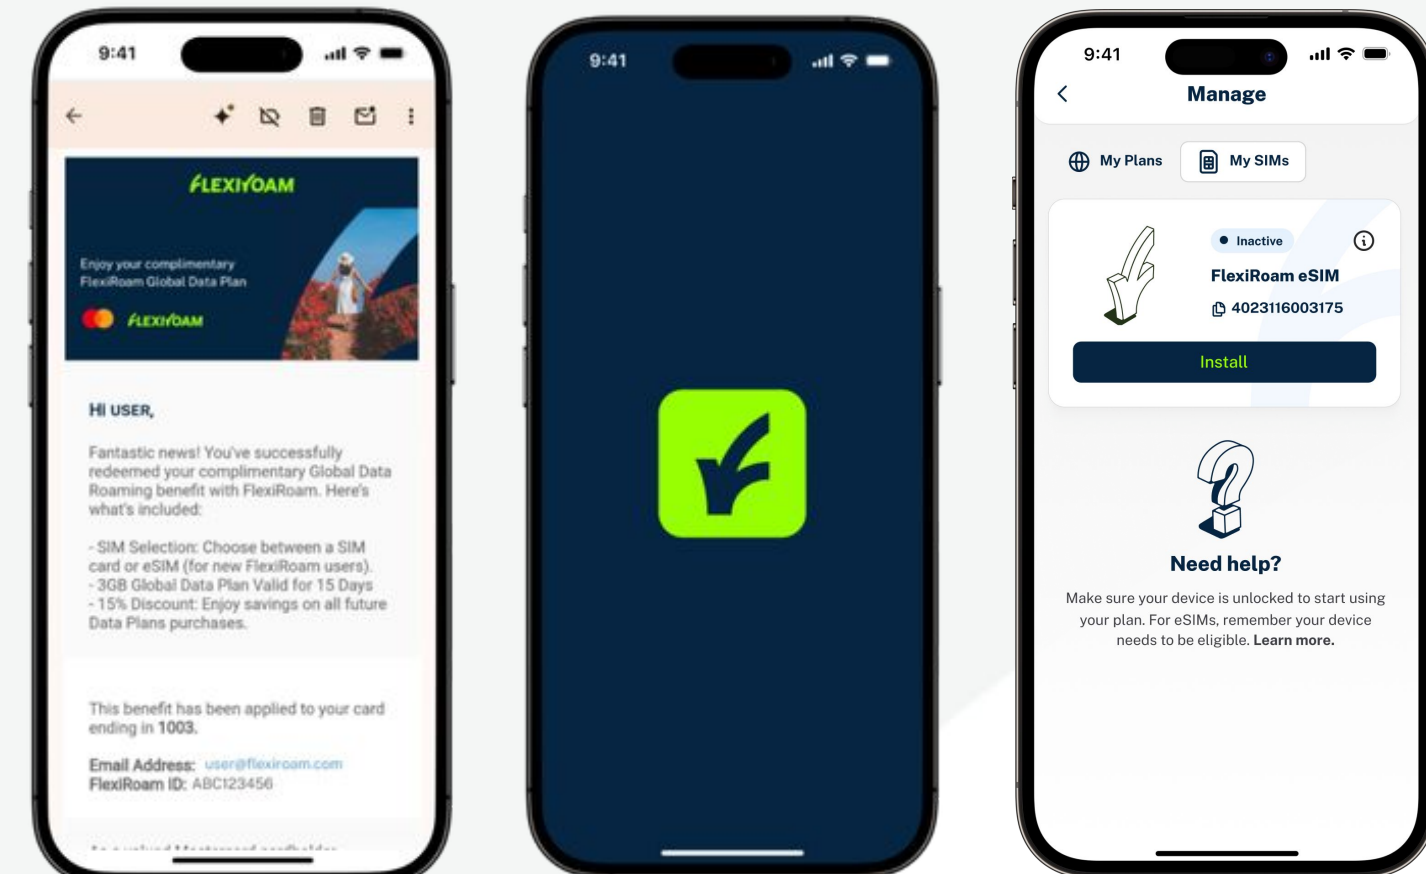 9:41
FLEXIROAM
Enjoy your complimentary
FlexiRoam Global Data Plan
FLEXIROAM
Hi USER,
Fantastic news! You've successfully
redeemed your complimentary Global Data
Roaming benefit with FlexiRoam. Here's
what's included:
- SIM Selection: Choose between a SIM
card or eSIM (for new FlexiRoam users).
- 3GB Global Data Plan Valid for 15 Days
- 15% Discount: Enjoy savings on all future
Data Plans purchases.
This benefit has been applied to your card
ending in 1003.
Email Address: user@flexiroam.com
FlexiRoam ID: ABC123456
9:41
9:41
Manage
My Plans
My SIMs
Inactive
FlexiRoam eSIM
4023116003175
Install
Need help?
Make sure your device is unlocked to start using
your plan. For eSIMs, remember your device
needs to be eligible. Learn more.